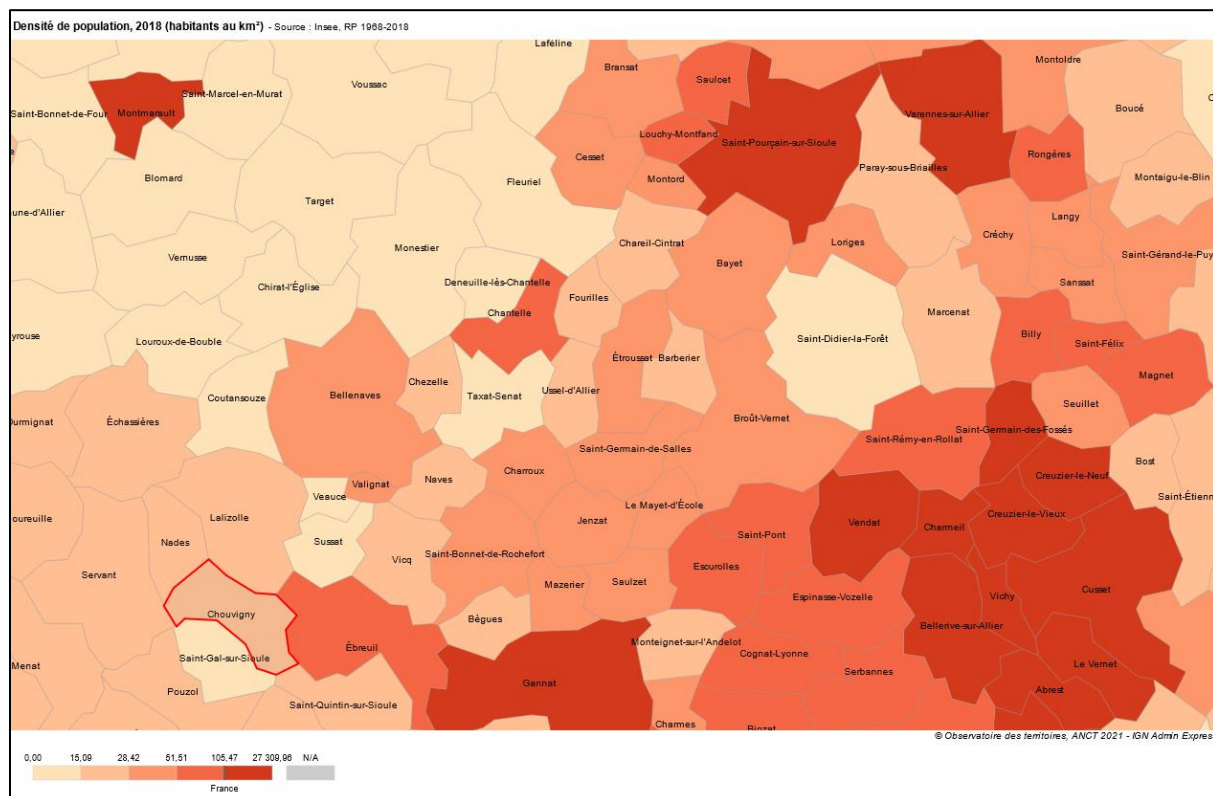 Densité de population, 2018 (habitants au km²) - Source : Insee, RP 1968-2018
Laféline
Montoldre
Bransat
Saulcet
Voussac
Saint-Marcel-en-Murat
Boucé
Saint-Bonnet-de-Four
Montmarault
Varennes-sur-Allier
Louchy-Montfand
Saint-Pourçain-sur-Sioule
Cesset
Rongères
Paray-sous-Briailles
Blomard
Fleuriel
Montord
Montaigu-le-Blin
Target
une-d'Allier
Langy
Créchy
Monestier
Chareil-Cintrat
Loriges
Vernusse
Saint-Gérand-le-Puy
Bayet
Deneuille-lès-Chantelle
Sanssat
Chirat-l'Église
Fourilles
Chantelle
Marcenat
yrouse
Saint-Didier-la-Forêt
Billy
Louroux-de-Bouble
Saint-Félix
Étroussat
Barberier
Magnet
Chezelle
Ussel-d'Allier
Bellenaves
Taxat-Senat
Coutansouze
Seuillet
Broût-Vernet
Échassières
Durmignat
Saint-Germain-des-Fossés
Saint-Rémy-en-Rollat
Saint-Germain-de-Salles
Bost
Charroux
Creuzier-le-Neuf
Naves
Valignat
Veauce
Saint-Étienn
Le Mayet-d'École
Creuzier-le-Vieux
Lalizolle
Jenzat
Vendat
Charmeil
oureuille
Saint-Pont
Nades
Sussat
Saint-Bonnet-de-Rochefort
Vicq
Escurolles
Servant
Mazerier
Saulzet
Cusset
Espinasse-Vozelle
Vichy
Chouvigny
Bègues
Bellerive-sur-Allier
Ébreuil
Monteignet-sur-l'Andelot
Cognat-Lyonne
Saint-Gal-sur-Sioule
Le Vernet
Menat
Serbannes
Gannat
Pouzol
Abrest
Saint-Quintin-sur-Sioule
Charmes
Biozet
© Observatoire des territoires, ANCT 2021 - IGN Admin Express
0,00 15,09 28,42 51,51 105,47 27 309,96 N/A
France